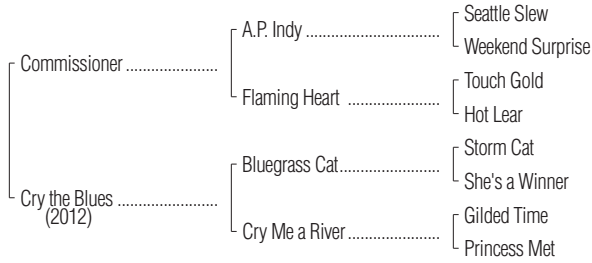 Seattle Slew
A.P. Indy ............................
Weekend Surprise
Commissioner ......................
Touch Gold
Flaming Heart ......................
Hot Lear
Storm Cat
Bluegrass Cat........................
She's a Winner
Cry the Blues ........................
(2012)
Gilded Time
Cry Me a River......................
Princess Met